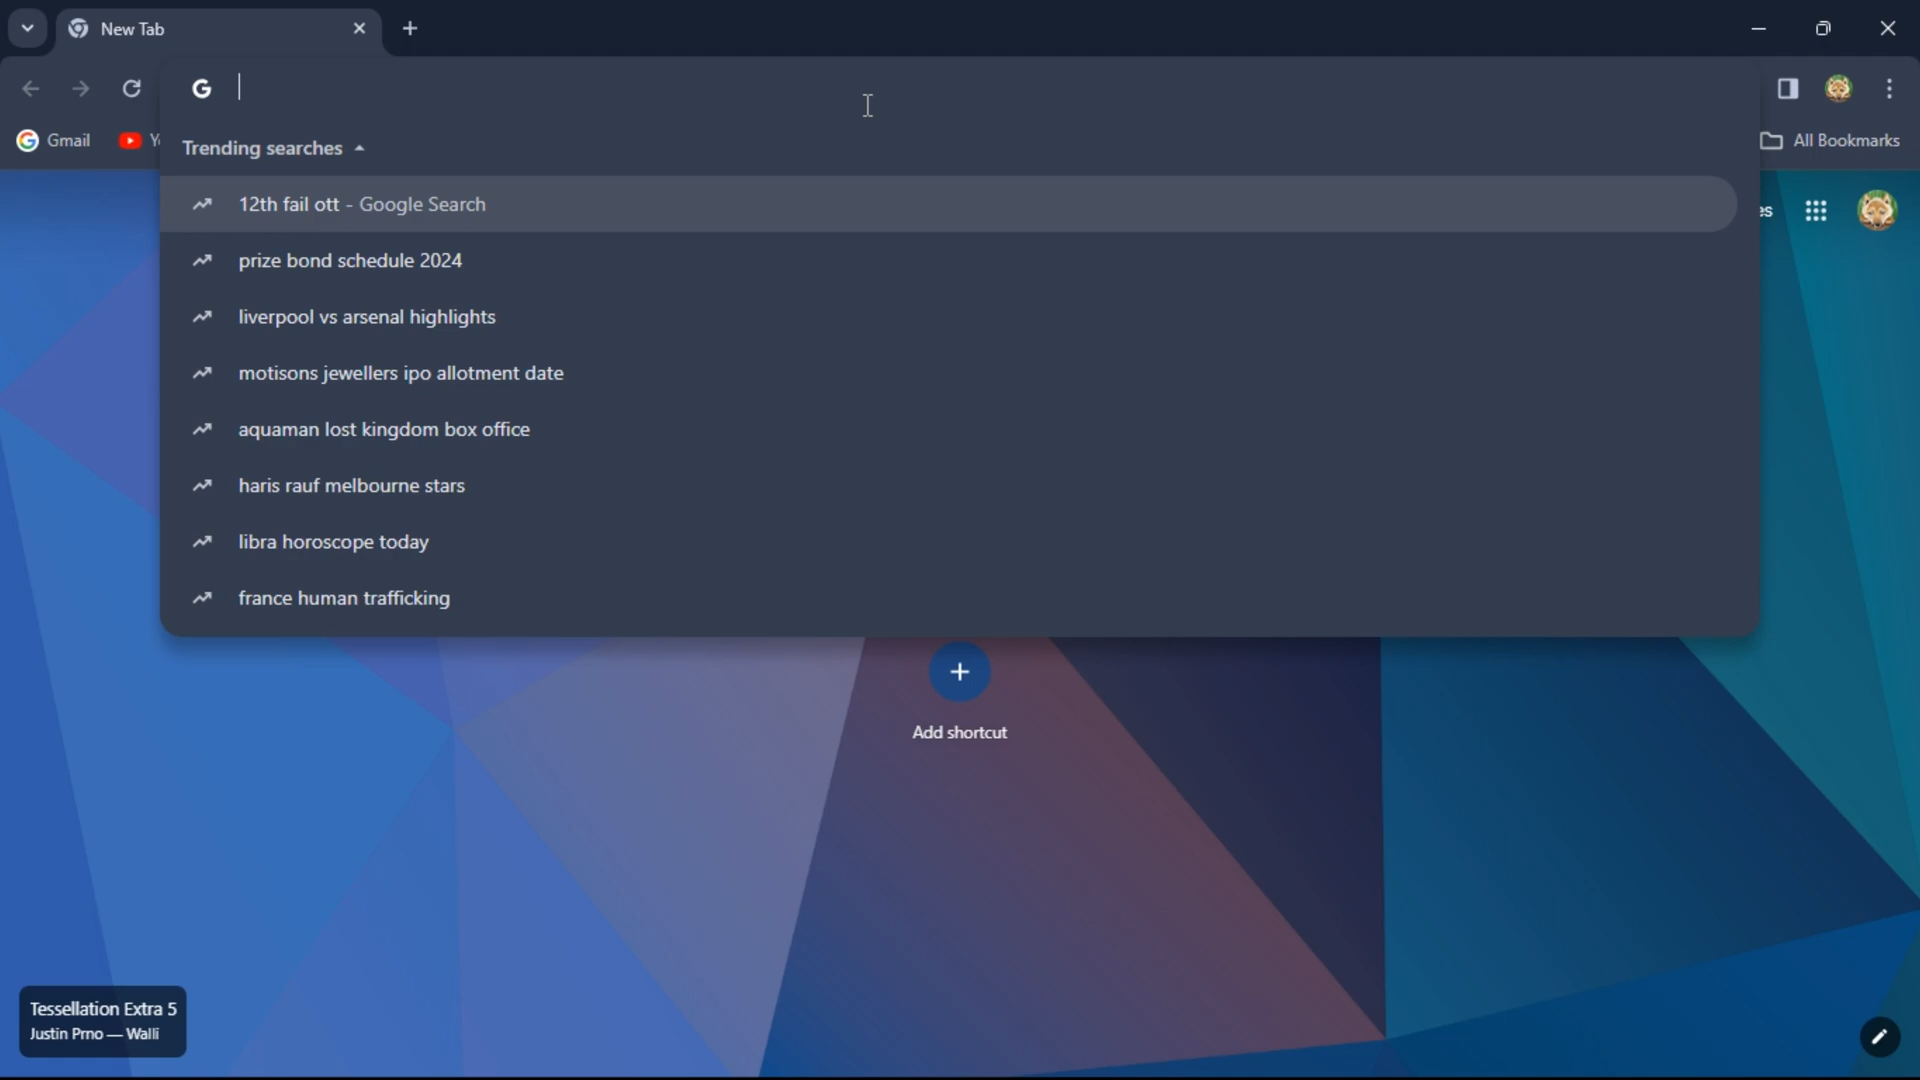 New Tab
G
Gmail
All Bookmarks
Trending searches
12th fail ott - Google Search
prize bond schedule 2024
liverpool vs arsenal highlights
motisons jewellers ipo allotment date
aquaman lost kingdom box office
haris rauf melbourne stars
libra horoscope today
france human trafficking
Add shortcut
Tessellation Extra 5
Justin Prno — Walli